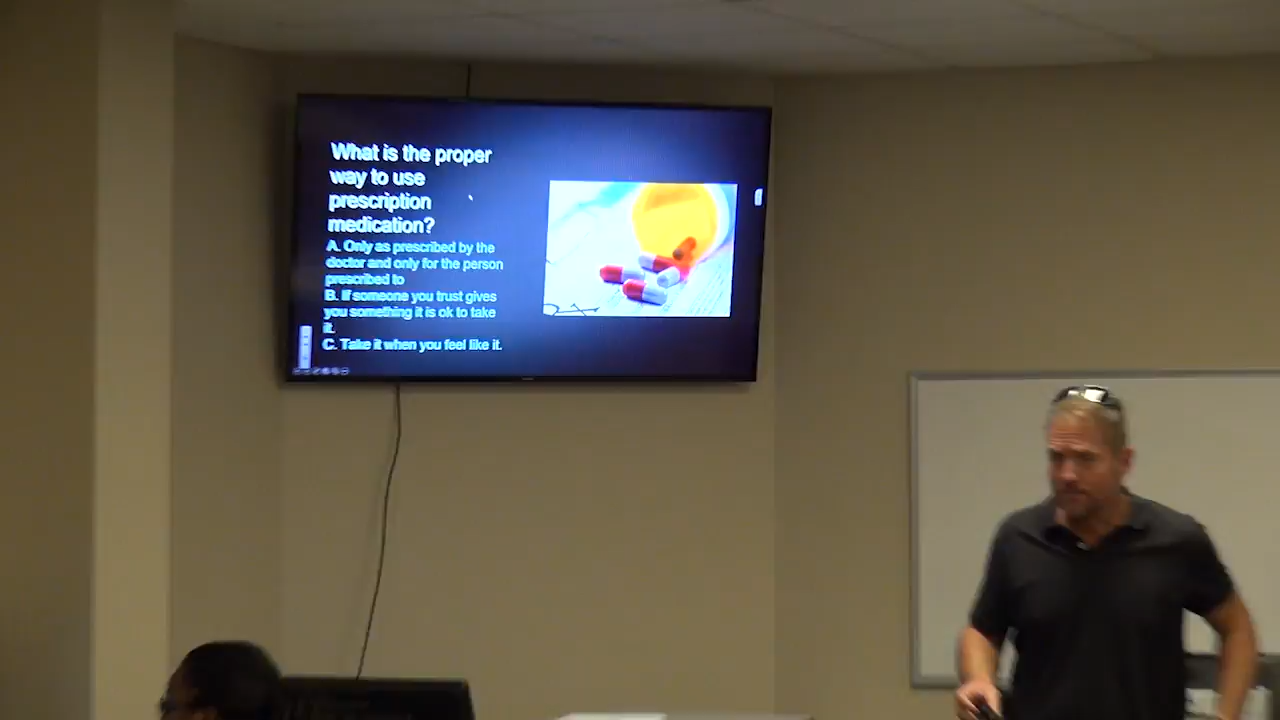 What is the proper
way to use
prescription
medication?
A. Only as prescribed by the
doctor and only for the person
prescribed to
B. If someone you trust gives
you something it is ok to take
it.
C. Take it when you feel like it.